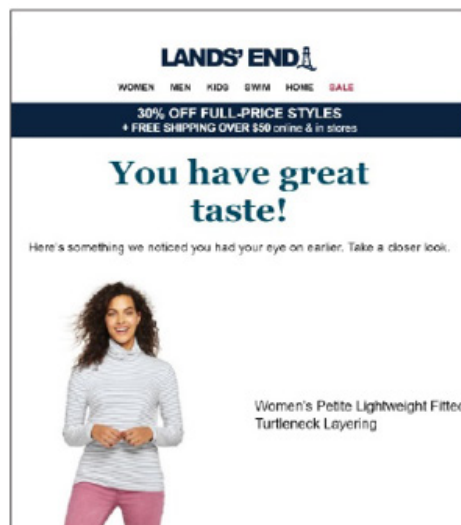 LANDS' END
WOMEN MEN KIDS SWIM HOME SALE
30% OFF FULL-PRICE STYLES
+ FREE SHIPPING OVER $50 online & in stores
You have great
taste!
Here's something we noticed you had your eye on earlier. Take a closer look.
Women's Petite Lightweight Fitted
Turtleneck Layering